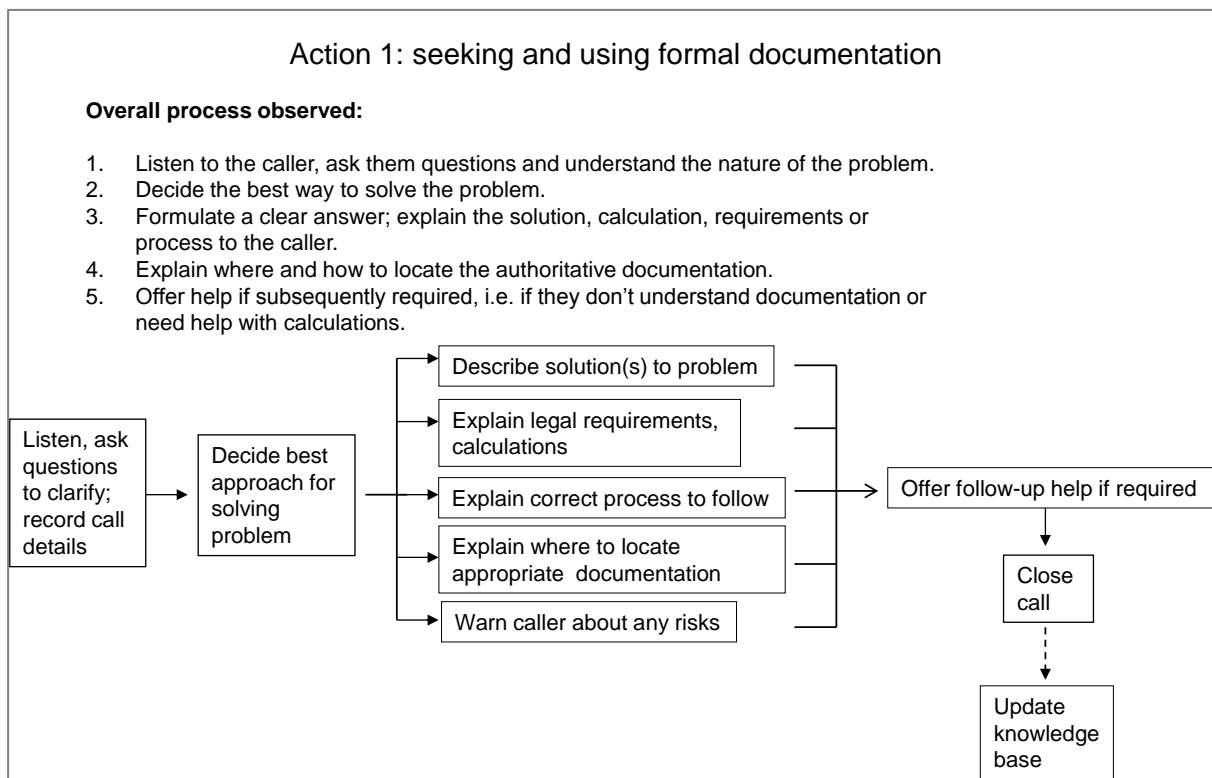 Action 1: seeking and using formal documentation
Overall process observed:
1. Listen to the caller, ask them questions and understand the nature of the problem.
2. Decide the best way to solve the problem.
3. Formulate a clear answer; explain the solution, calculation, requirements or
process to the caller.
4. Explain where and how to locate the authoritative documentation.
5. Offer help if subsequently required, i.e. if they don’t understand documentation or
need help with calculations.
Listen, ask
questions
to clarify;
record call
details
Decide best
approach for
solving
problem
Describe solution(s) to problem
Explain legal requirements,
calculations
Explain correct process to follow
Explain where to locate
appropriate documentation
Warn caller about any risks
Offer follow-up help if required
Close
call
Update
knowledge
base